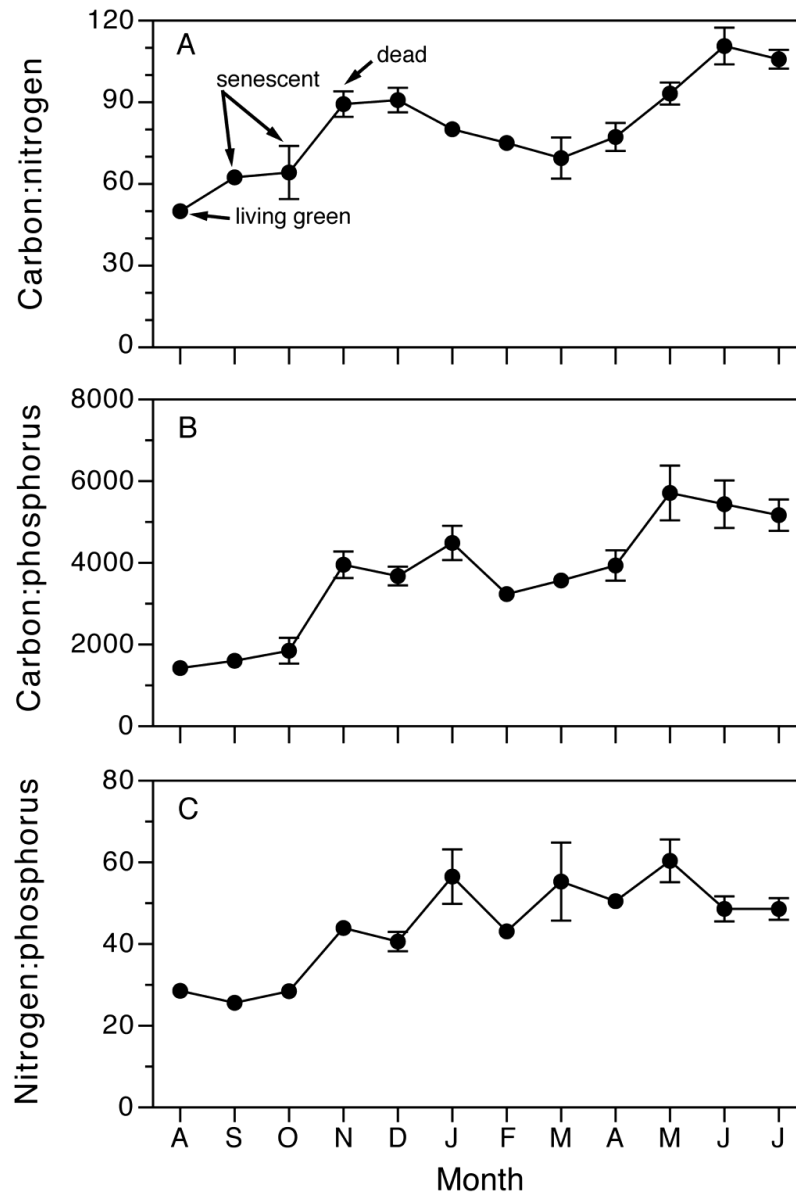 A
Carbon:nitrogen
120
90
60
30
0
senescent
dead
living green
B
Carbon:phosphorus
8000
6000
4000
2000
0
C
Nitrogen:phosphorus
80
60
40
20
0
A S O N D J F M A M J J
Month